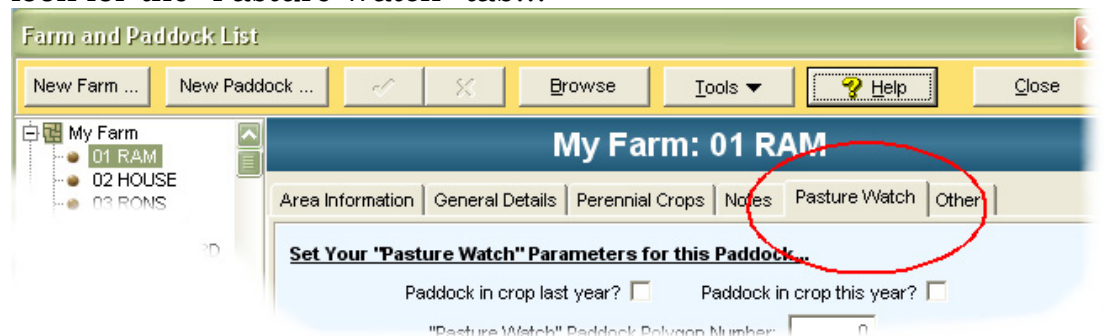 Farm and Paddock List
New Farm ... New Paddock ... Browse Tools Help Close
My Farm
01 RAM
02 HOUSE
03 RONS
My Farm: 01 RAM
Area Information General Details Perennial Crops Notes Pasture Watch Other
Set Your "Pasture Watch" Parameters for this Paddock...
Paddock in crop last year? Paddock in crop this year?
"Pasture Watch" Paddock Polygon Number: 0